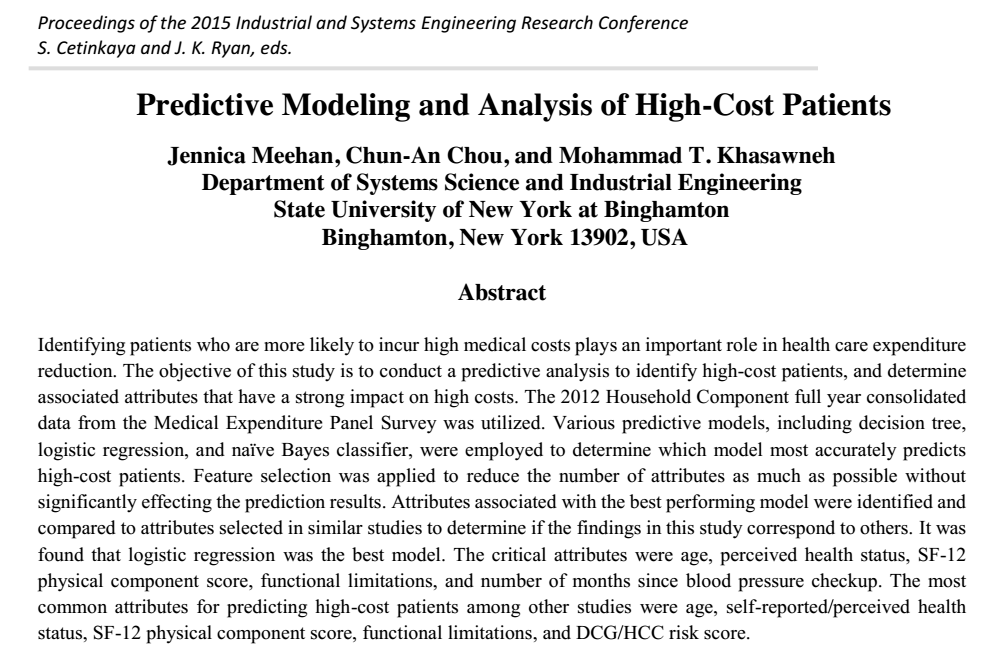 Proceedings of the 2015 Industrial and Systems Engineering Research Conference
S. Cetinkaya and J. K. Ryan, eds.
Predictive Modeling and Analysis of High-Cost Patients
Jennica Meehan, Chun-An Chou, and Mohammad T. Khasawneh
Department of Systems Science and Industrial Engineering
State University of New York at Binghamton
Binghamton, New York 13902, USA
Abstract
Identifying patients who are more likely to incur high medical costs plays an important role in health care expenditure
reduction. The objective of this study is to conduct a predictive analysis to identify high-cost patients, and determine
associated attributes that have a strong impact on high costs. The 2012 Household Component full year consolidated
data from the Medical Expenditure Panel Survey was utilized. Various predictive models, including decision tree,
logistic regression, and naïve Bayes classifier, were employed to determine which model most accurately predicts
high-cost patients. Feature selection was applied to reduce the number of attributes as much as possible without
significantly effecting the prediction results. Attributes associated with the best performing model were identified and
compared to attributes selected in similar studies to determine if the findings in this study correspond to others. It was
found that logistic regression was the best model. The critical attributes were age, perceived health status, SF-12
physical component score, functional limitations, and number of months since blood pressure checkup. The most
common attributes for predicting high-cost patients among other studies were age, self-reported/perceived health
status, SF-12 physical component score, functional limitations, and DCG/HCC risk score.